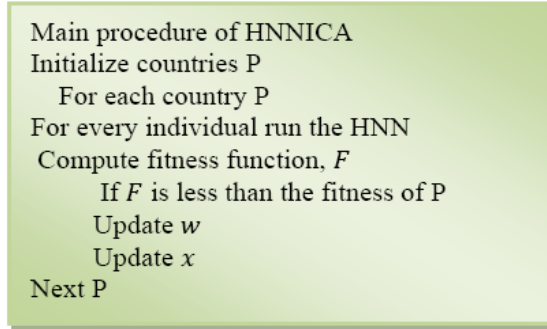 Main procedure of HNNICA
Initialize countries P
For each country P
For every individual run the HNN
Compute fitness function, F
If F is less than the fitness of P
Update w
Update x
Next P